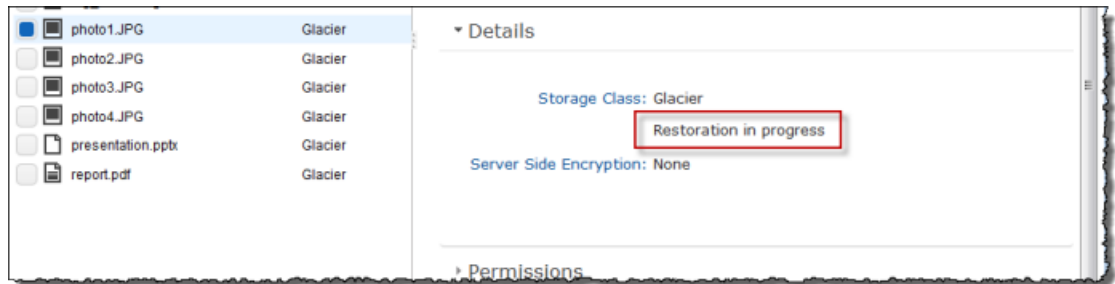 photo1.JPG Glacier
photo2.JPG Glacier
photo3.JPG Glacier
photo4.JPG Glacier
presentation.pptx Glacier
report.pdf Glacier
Details
Storage Class: Glacier
Restoration in progress
Server Side Encryption: None
Permissions